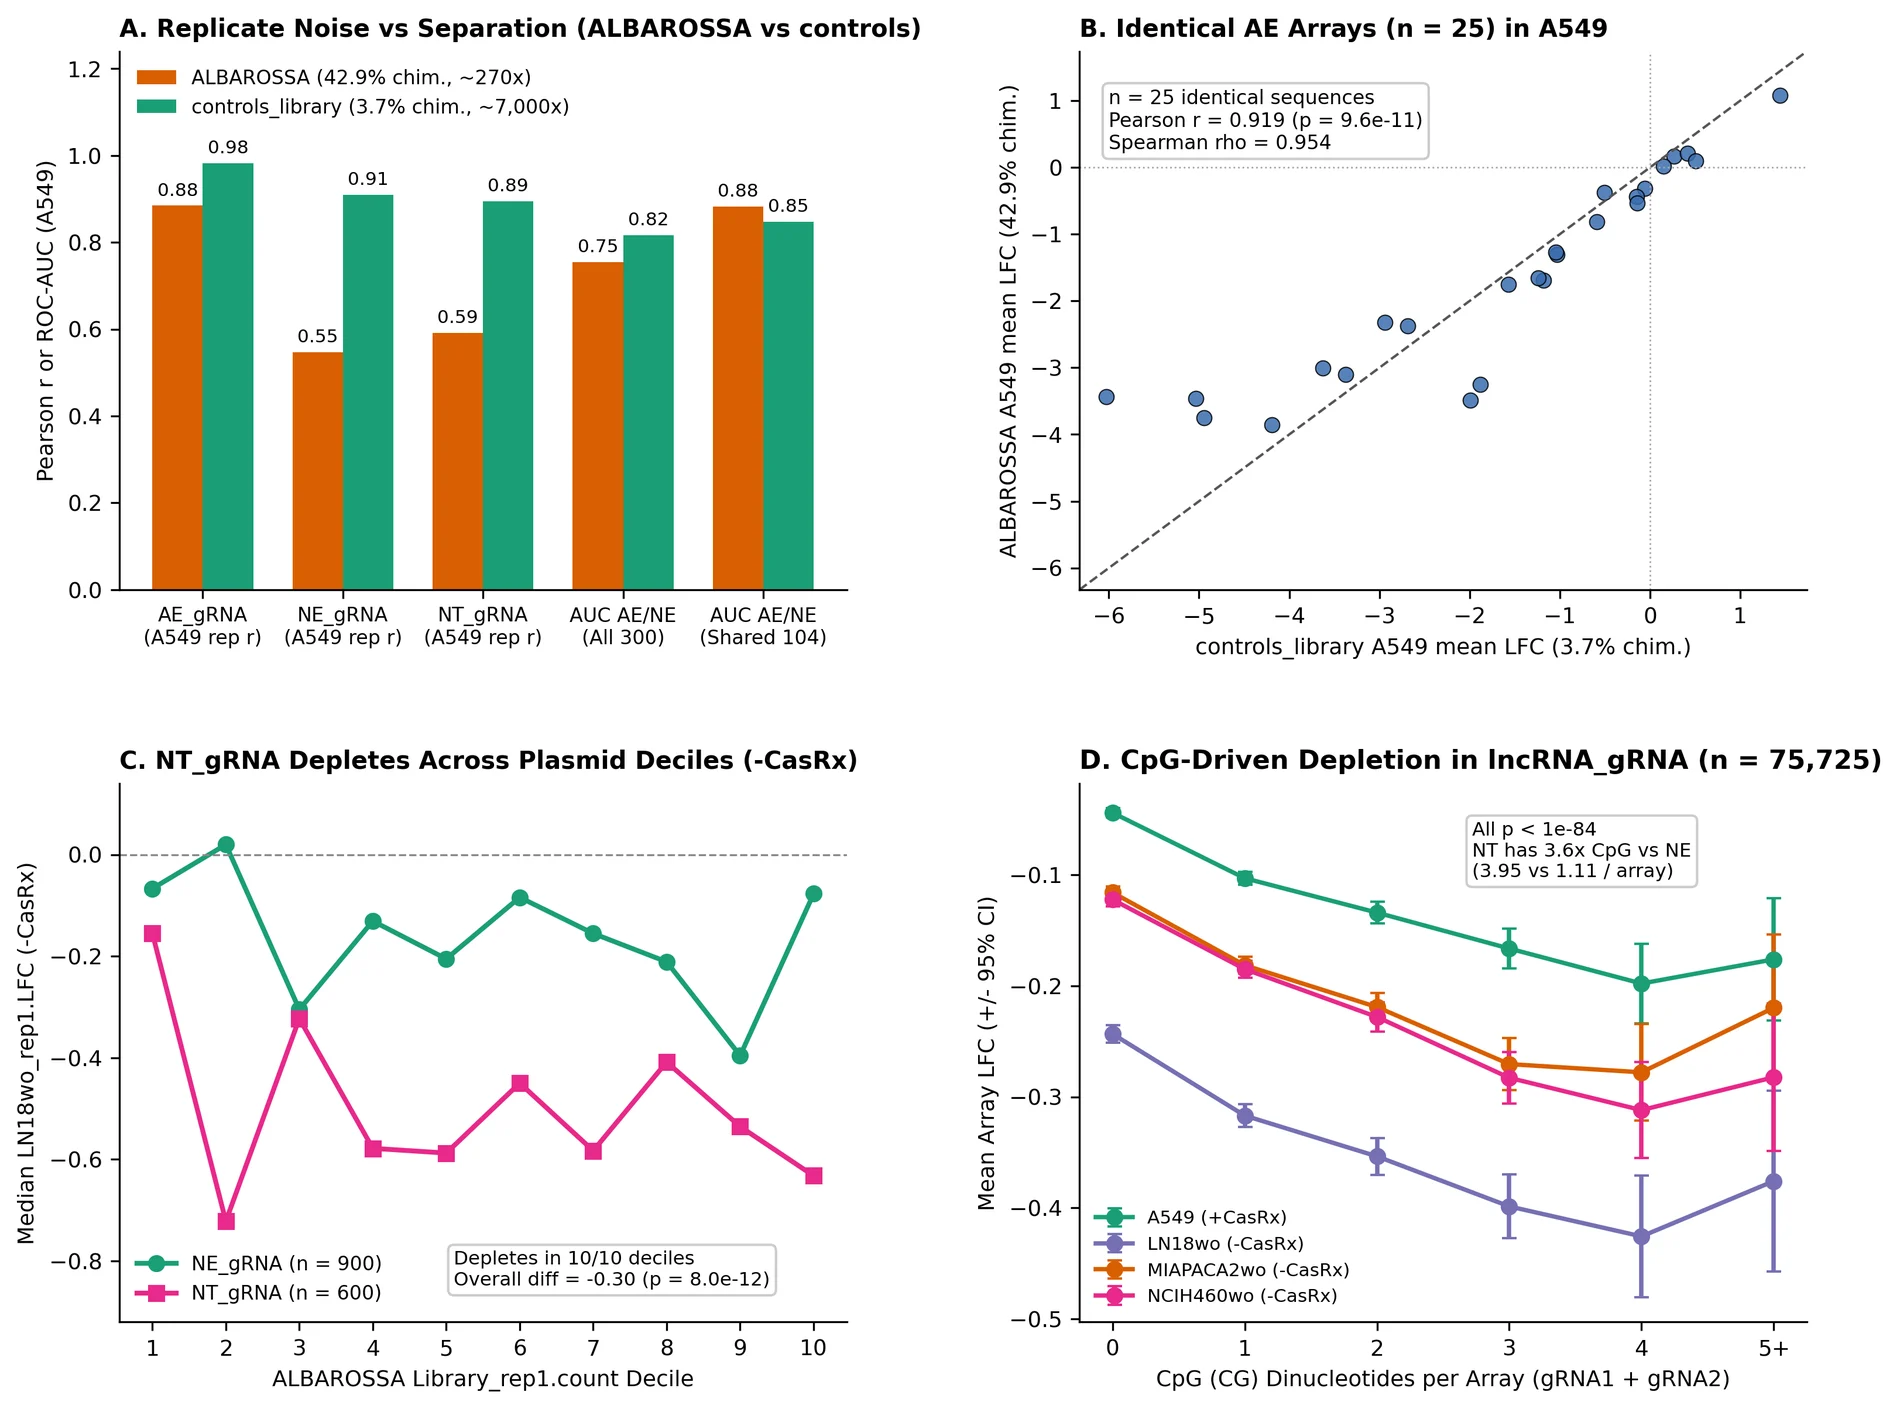 A. Replicate Noise vs Separation (ALBAROSSA vs controls)
ALBAROSSA (42.9% chim., ~270x)
controls_library (3.7% chim., ~7,000x)
Pearson r or ROC-AUC (A549)
1.2
1.0
0.8
0.6
0.4
0.2
0.0
0.88
0.98
0.55
0.91
0.59
0.89
0.75
0.82
0.88
0.85
AE_gRNA
(A549 rep r)
NE_gRNA
(A549 rep r)
NT_gRNA
(A549 rep r)
AUC AE/NE
(All 300)
AUC AE/NE
(Shared 104)
B. Identical AE Arrays (n = 25) in A549
n = 25 identical sequences
Pearson r = 0.919 (p = 9.6e-11)
Spearman rho = 0.954
ALBAROSSA A549 mean LFC (42.9% chim.)
1
0
−1
−2
−3
−4
−5
−6
−6
−5
−4
−3
−2
−1
0
1
controls_library A549 mean LFC (3.7% chim.)
C. NT_gRNA Depletes Across Plasmid Deciles (-CasRx)
Median LN18wo_rep1.LFC (-CasRx)
0.0
−0.2
−0.4
−0.6
−0.8
NE_gRNA (n = 900)
NT_gRNA (n = 600)
Depletes in 10/10 deciles
Overall diff = -0.30 (p = 8.0e-12)
1
2
3
4
5
6
7
8
9
10
ALBAROSSA Library_rep1.count Decile
D. CpG-Driven Depletion in lncRNA_gRNA (n = 75,725)
All p < 1e-84
NT has 3.6x CpG vs NE
(3.95 vs 1.11 / array)
Mean Array LFC (+/- 95% CI)
−0.1
−0.2
−0.3
−0.4
−0.5
A549 (+CasRx)
LN18wo (-CasRx)
MIAPACA2wo (-CasRx)
NCIH460wo (-CasRx)
0
1
2
3
4
5+
CpG (CG) Dinucleotides per Array (gRNA1 + gRNA2)